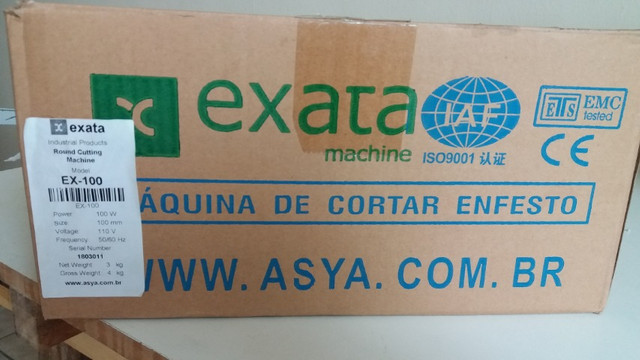 exata
machine
IAF
ISO9001 认证
ETS EMC
tested
CE
ÁQUINA DE CORTAR ENFESTO
WWW. ASYA. COM. BR
exata
Industrial Products
Round Cutting
Machine
Model
EX-100
EX-100
Power: 100 W
size: 100 mm
Voltage: 110 V
Frequency: 50/60 Hz
Serial Number
1803011
Net Weight: 3 kg
Gross Weight: 4 kg
www.asya.com.br